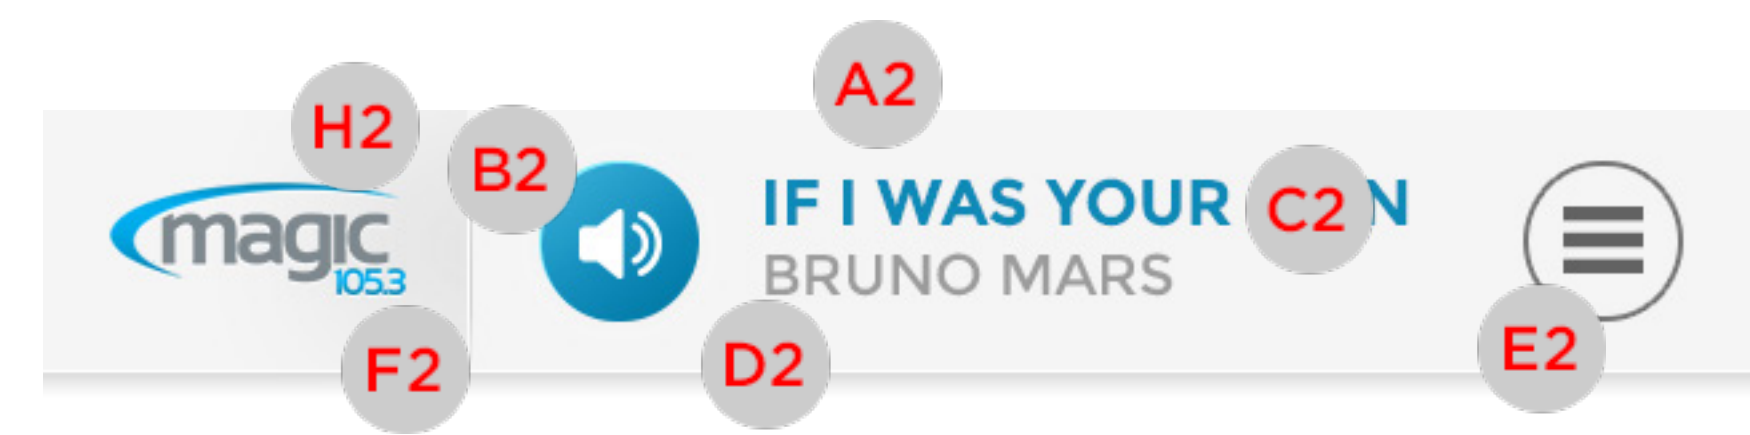 A2
H2
B2
magic
105.3
IF I WAS YOUR
C2
BRUNO MARS
F2
D2
E2